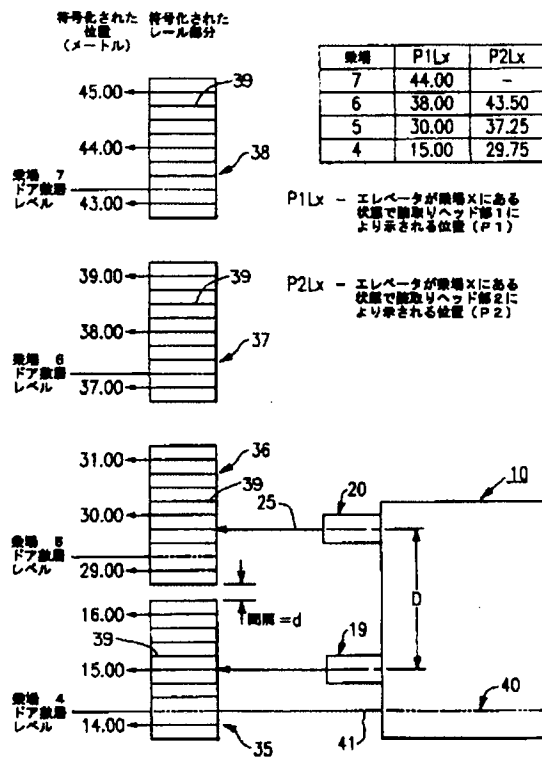 符号化された 符号化された
位置 レール部分
(メートル)
45.00 39
44.00
38
乗場 7
ドア敷居
レベル 43.00
39.00 39
38.00
37
乗場 6
ドア敷居
レベル 37.00
31.00 36
39 20 10
30.00 25
乗場 5
ドア敷居
レベル 29.00
D
16.00 間隔=d
39 19
15.00
乗場 4 40
ドア敷居
レベル 14.00 35 41
乗場 P1Lx P2Lx
7 44.00 -
6 38.00 43.50
5 30.00 37.25
4 15.00 29.75
P1Lx - エレベータが乗場Xにある
状態で読取りヘッド部1に
より示される位置(P1)
P2Lx - エレベータが乗場Xにある
状態で読取りヘッド部2に
より示される位置(P2)